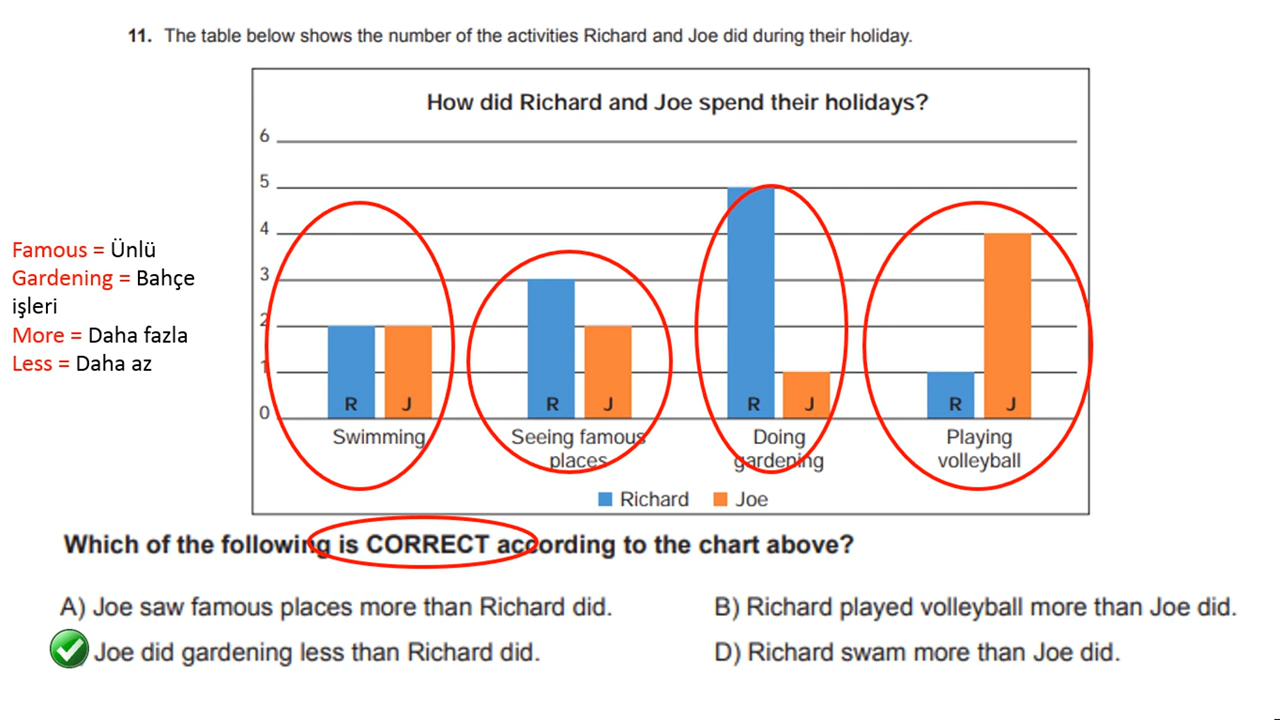 11. The table below shows the number of the activities Richard and Joe did during their holiday.
How did Richard and Joe spend their holidays?
6
5
4
3
2
1
0
R J R J R J R J
Swimming
Seeing famous places
Doing gardening
Playing volleyball
Richard Joe
Famous = Ünlü
Gardening = Bahçe
işleri
More = Daha fazla
Less = Daha az
Which of the following is CORRECT according to the chart above?
A) Joe saw famous places more than Richard did.
B) Richard played volleyball more than Joe did.
Joe did gardening less than Richard did.
D) Richard swam more than Joe did.